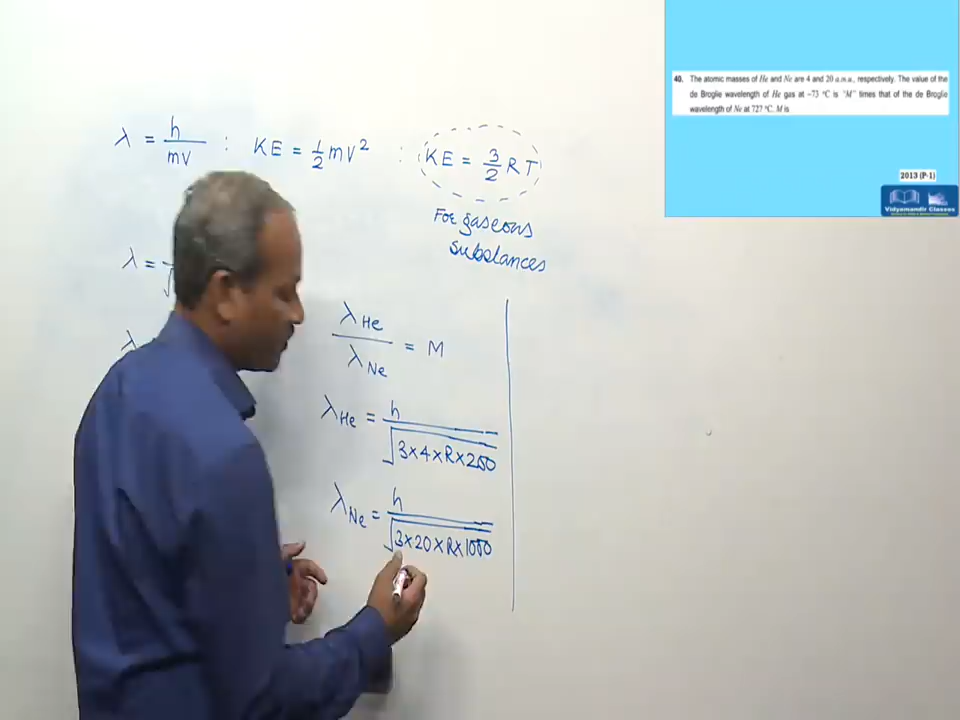 40. The atomic masses of He and Ne are 4 and 20 a.m.u., respectively. The value of the
de Broglie wavelength of He gas at −73 °C is "M" times that of the de Broglie
wavelength of Ne at 727 °C. M is
2013 (P-1)
Vidyamandir Classes
λ = h/mv : KE = 1/2 mv² : KE = 3/2 RT
For gaseous
substances
λ =
λ
λHe/λNe = M
λHe = h/√3×4×R×200
λNe = h/√3×20×R×1000